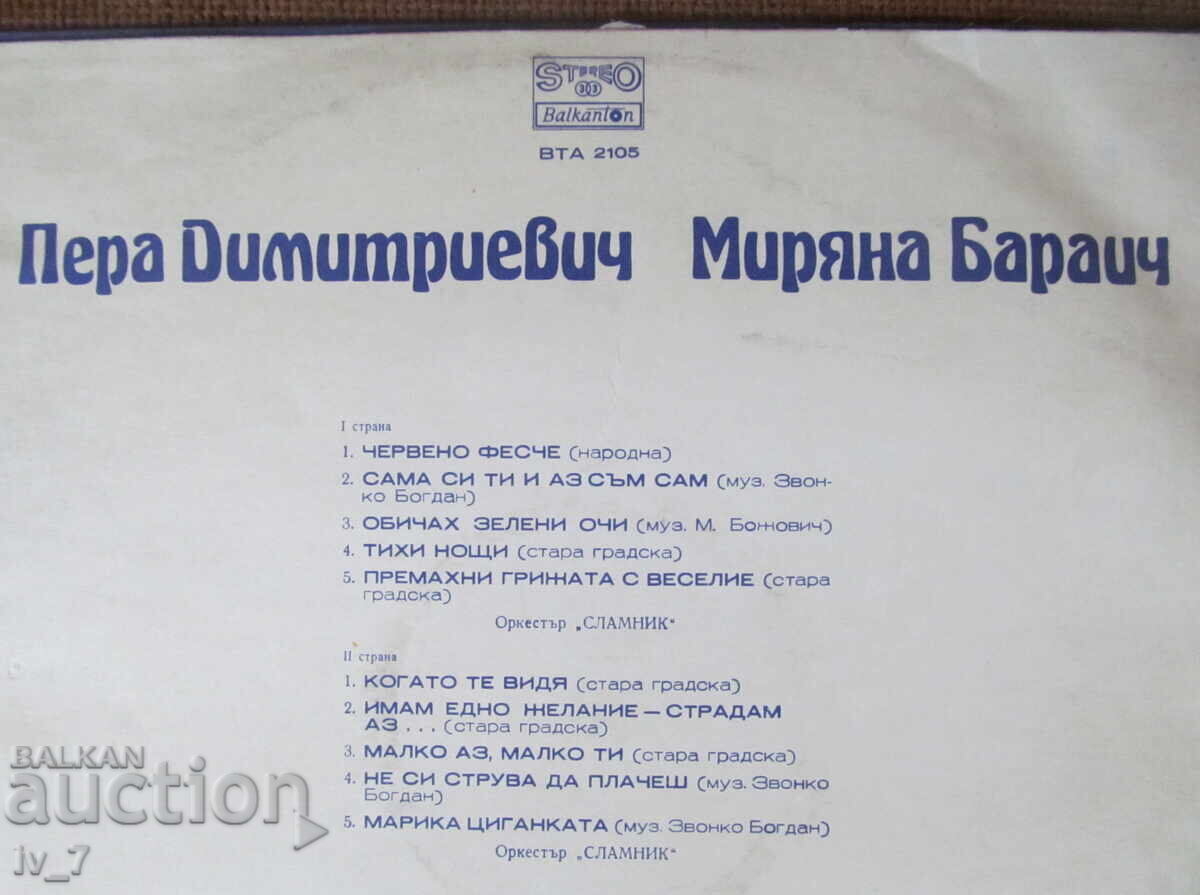 STEREO
33
Balkanton
ВТА 2105
Пера Димитриевич Миряна Бараич
I страна
1. ЧЕРВЕНО ФЕСЧЕ (народна)
2. САМА СИ ТИ И АЗ СЪМ САМ (муз. Звон-
ко Богдан)
3. ОБИЧАХ ЗЕЛЕНИ ОЧИ (муз. М. Божович)
4. ТИХИ НОЩИ (стара градска)
5. ПРЕМАХНИ ГРИЖАТА С ВЕСЕЛИЕ (стара
градска)
Оркестър „СЛАМНИК“
II страна
1. КОГАТО ТЕ ВИДЯ (стара градска)
2. ИМАМ ЕДНО ЖЕЛАНИЕ — СТРАДАМ
АЗ... (стара градска)
3. МАЛКО АЗ, МАЛКО ТИ (стара градска)
4. НЕ СИ СТРУВА ДА ПЛАЧЕШ (муз. Звонко
Богдан)
5. МАРИКА ЦИГАНКАТА (муз. Звонко Богдан)
Оркестър „СЛАМНИК“
BALKAN
auction
iv_7